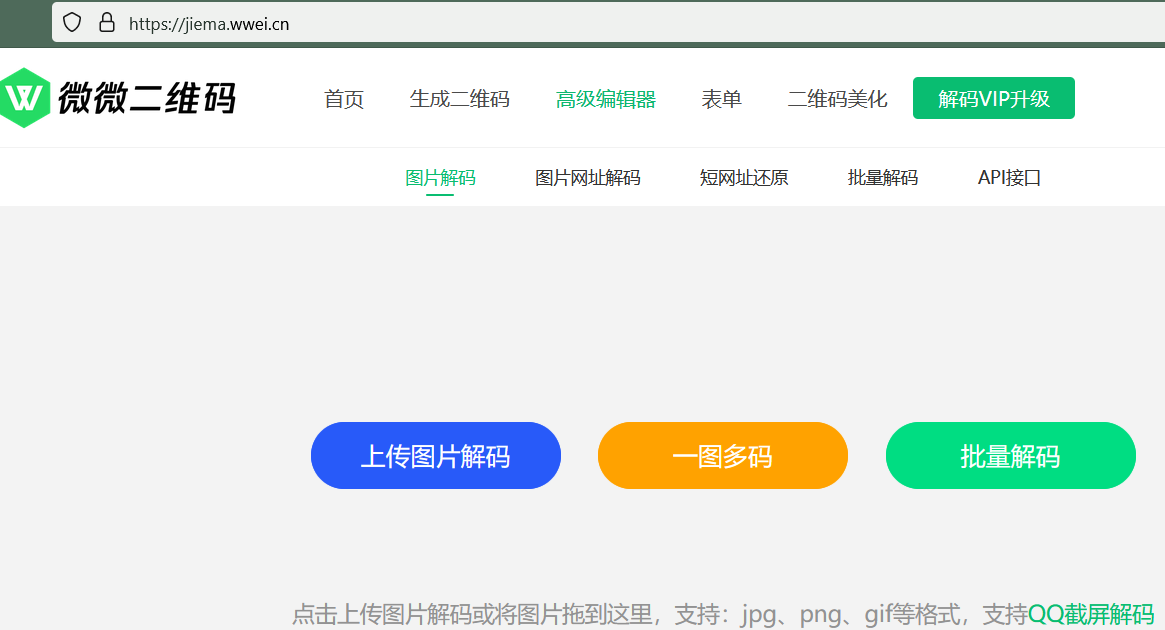 https://jiema.wwei.cn
W 微微二维码 首页 生成二维码 高级编辑器 表单 二维码美化 解码VIP升级
图片解码 图片网址解码 短网址还原 批量解码 API接口
上传图片解码 一图多码 批量解码
点击上传图片解码或将图片拖到这里，支持：jpg、png、gif等格式，支持QQ截屏解码